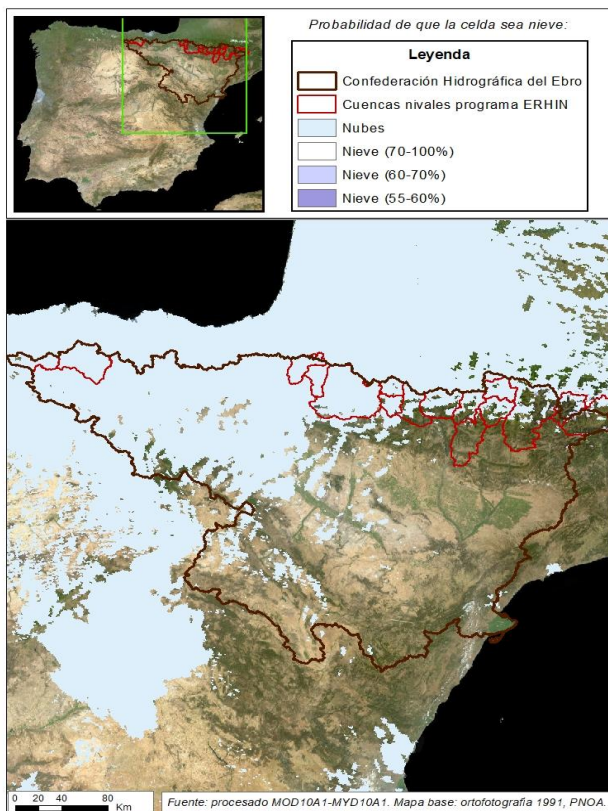 Probabilidad de que la celda sea nieve:
Leyenda
Confederación Hidrográfica del Ebro
Cuencas nivales programa ERHIN
Nubes
Nieve (70-100%)
Nieve (60-70%)
Nieve (55-60%)
0 20 40 80
Km
Fuente: procesado MOD10A1-MYD10A1. Mapa base: ortofotografía 1991, PNOA